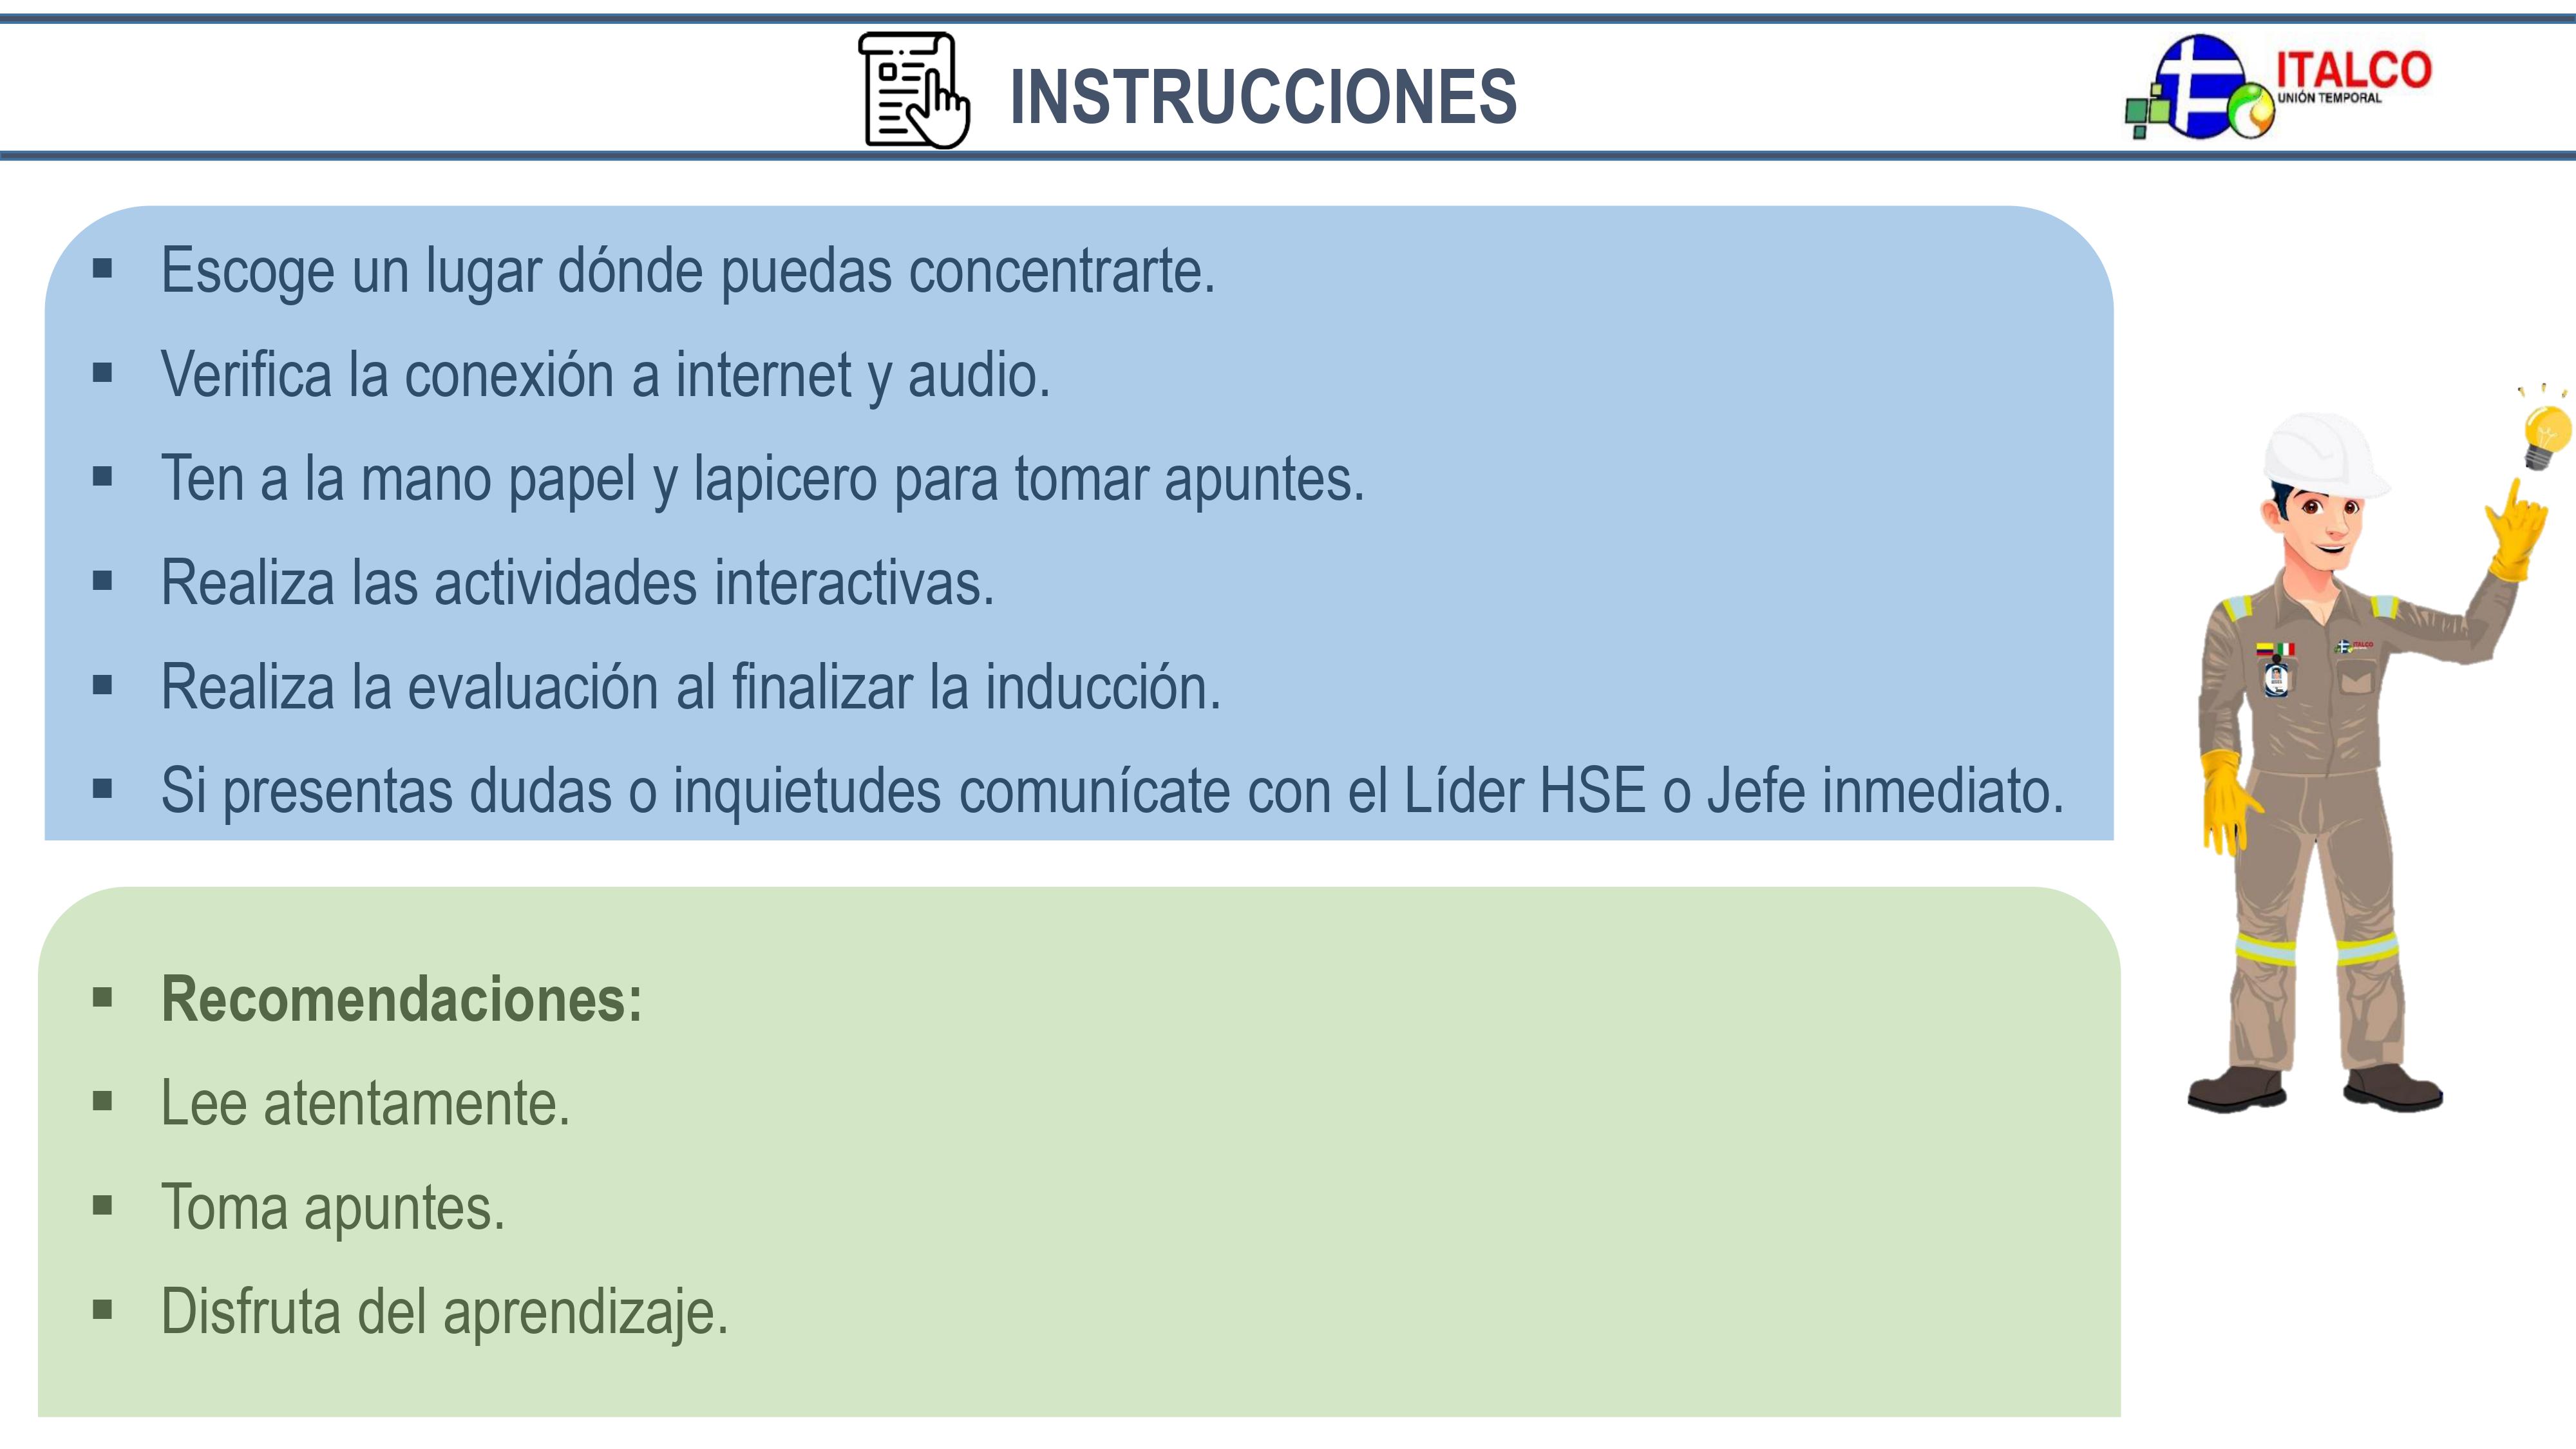 INSTRUCCIONES
ITALCO
UNIÓN TEMPORAL
▪ Escoge un lugar dónde puedas concentrarte.
▪ Verifica la conexión a internet y audio.
▪ Ten a la mano papel y lapicero para tomar apuntes.
▪ Realiza las actividades interactivas.
▪ Realiza la evaluación al finalizar la inducción.
▪ Si presentas dudas o inquietudes comunícate con el Líder HSE o Jefe inmediato.
ITALCO
▪ Recomendaciones:
▪ Lee atentamente.
▪ Toma apuntes.
▪ Disfruta del aprendizaje.